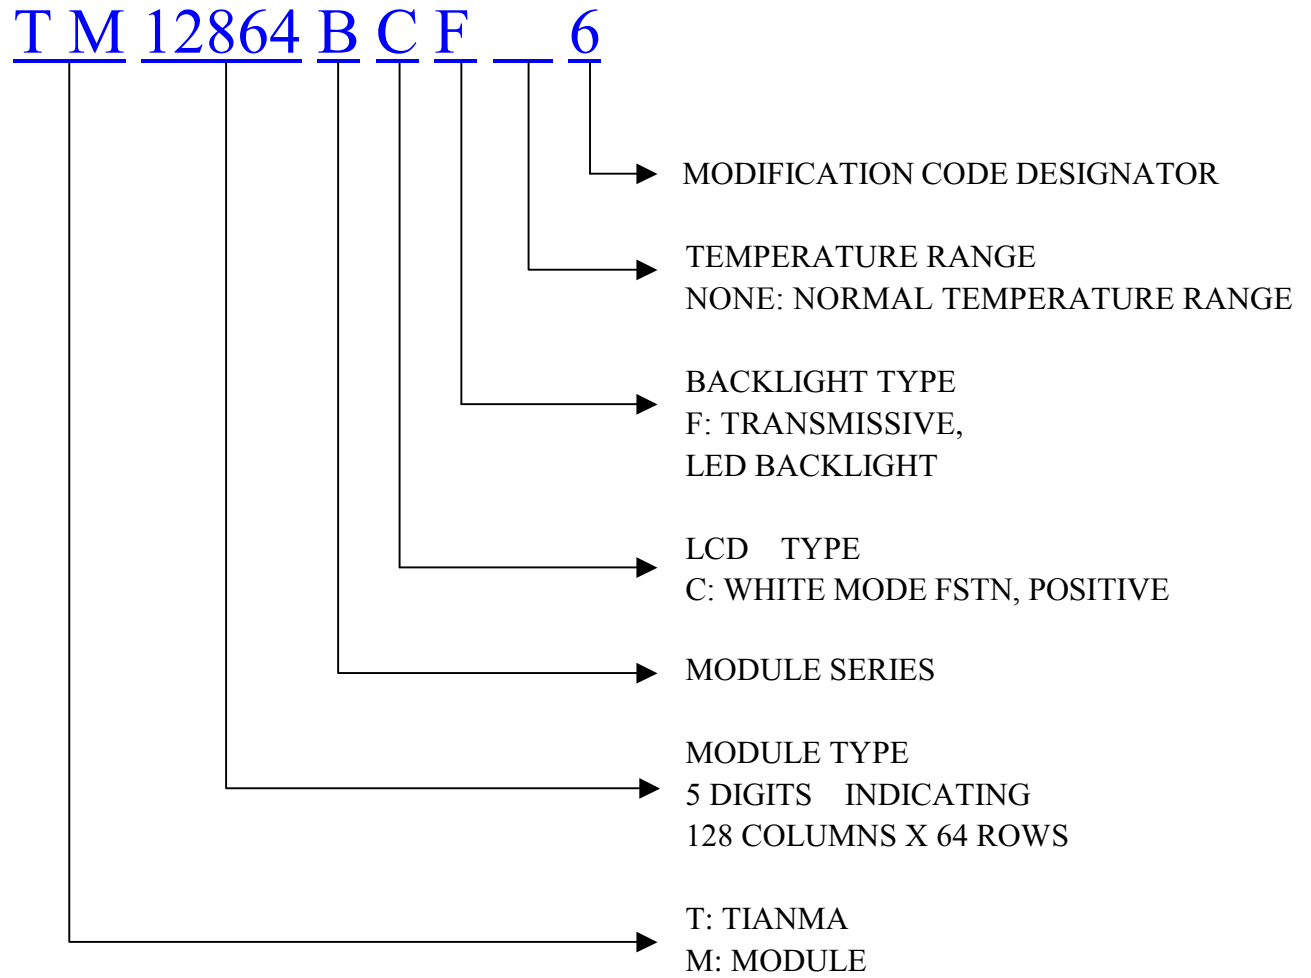 T M 12864 B C F 6
MODIFICATION CODE DESIGNATOR
TEMPERATURE RANGE
NONE: NORMAL TEMPERATURE RANGE
BACKLIGHT TYPE
F: TRANSMISSIVE,
LED BACKLIGHT
LCD TYPE
C: WHITE MODE FSTN, POSITIVE
MODULE SERIES
MODULE TYPE
5 DIGITS INDICATING
128 COLUMNS X 64 ROWS
T: TIANMA
M: MODULE